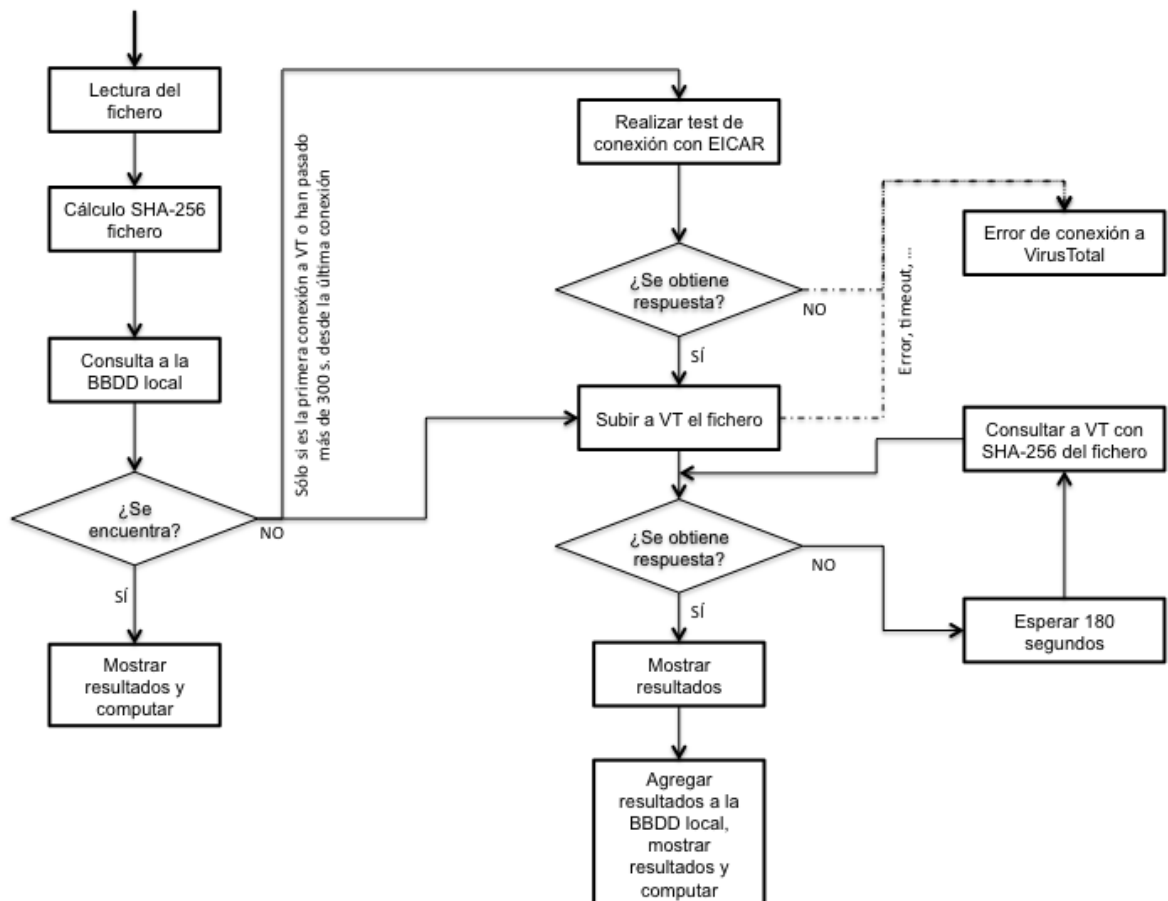 Lectura del
fichero
Cálculo SHA-256
fichero
Consulta a la
BBDD local
¿Se
encuentra?
NO
SÍ
Mostrar
resultados y
computar
Sólo si es la primera conexión a VT o han pasado
más de 300 s. desde la última conexión
Realizar test de
conexión con EICAR
¿Se obtiene
respuesta?
NO
SÍ
Error, timeout, ...
Error de conexión a
VirusTotal
Subir a VT el fichero
¿Se obtiene
respuesta?
NO
SÍ
Esperar 180
segundos
Consultar a VT con
SHA-256 del fichero
Mostrar
resultados
Agregar
resultados a la
BBDD local,
mostrar
resultados y
computar